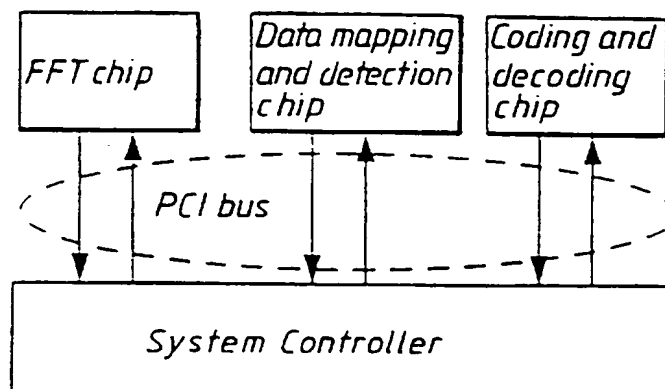 FFT chip
Data mapping
and detection
chip
Coding and
decoding
chip
PCI bus
System Controller